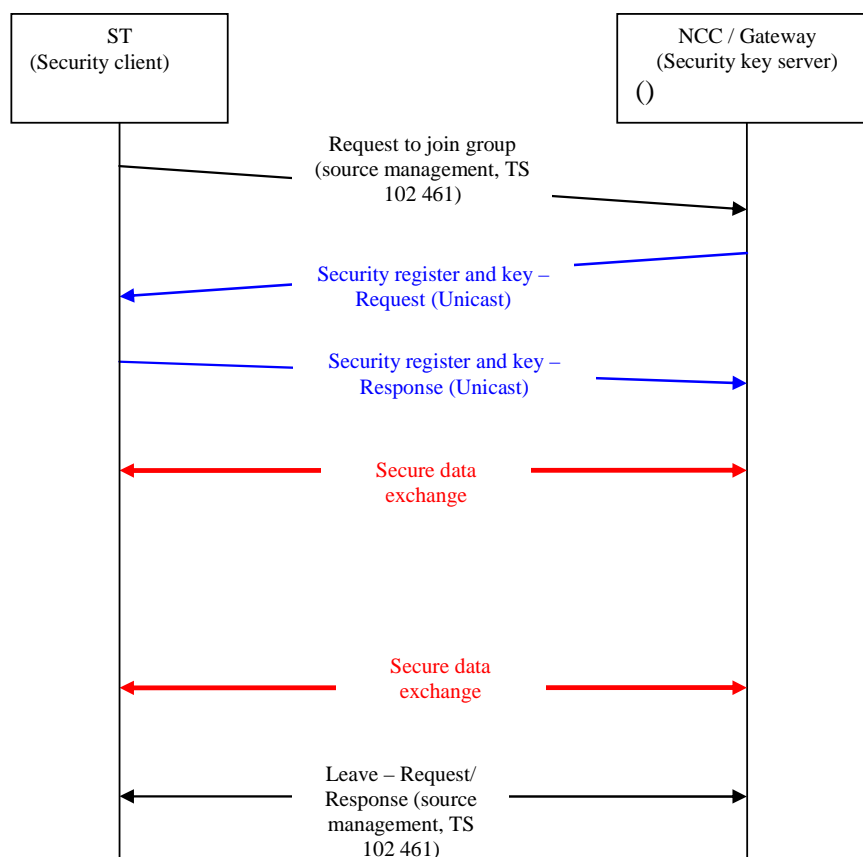 ST
(Security client)
NCC / Gateway
(Security key server)
()
Request to join group
(source management, TS
102 461)
Security register and key –
Request (Unicast)
Security register and key –
Response (Unicast)
Secure data
exchange
Secure data
exchange
Leave – Request/
Response (source
management, TS
102 461)